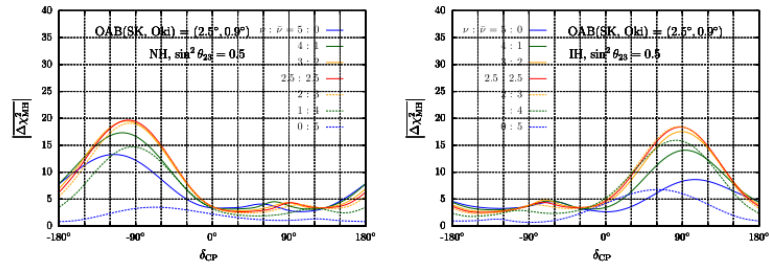 OAB(SK, Oki) = (2.5°, 0.9°)
NH, sin² θ₂₃ = 0.5
ν : ν̄ = 5 : 0
4 : 1
3 : 2
2.5 : 2.5
2 : 3
1 : 4
0 : 5
|Δχ²MH|
40
35
30
25
20
15
10
5
0
-180° -90° 0° 90° 180°
δCP
OAB(SK, Oki) = (2.5°, 0.9°)
IH, sin² θ₂₃ = 0.5
ν : ν̄ = 5 : 0
4 : 1
3 : 2
2.5 : 2.5
2 : 3
1 : 4
0 : 5
|Δχ²MH|
40
35
30
25
20
15
10
5
0
-180° -90° 0° 90° 180°
δCP